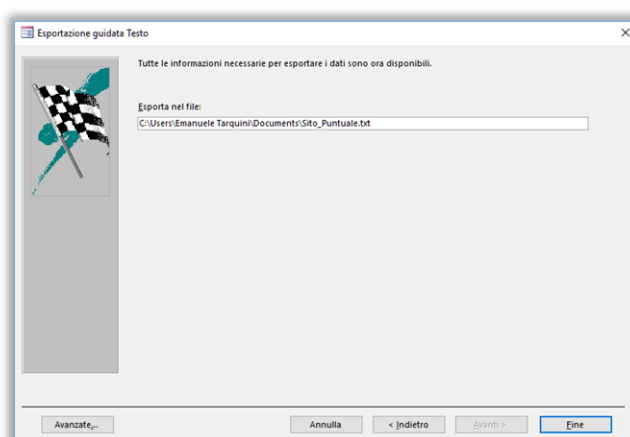 Esportazione guidata Testo
Tutte le informazioni necessarie per esportare i dati sono ora disponibili.
Esporta nel file:
C:\Users\Emanuele Tarquini\Documents\Sito_Puntuale.txt
Avanzate... Annulla < Indietro Avanti > Fine